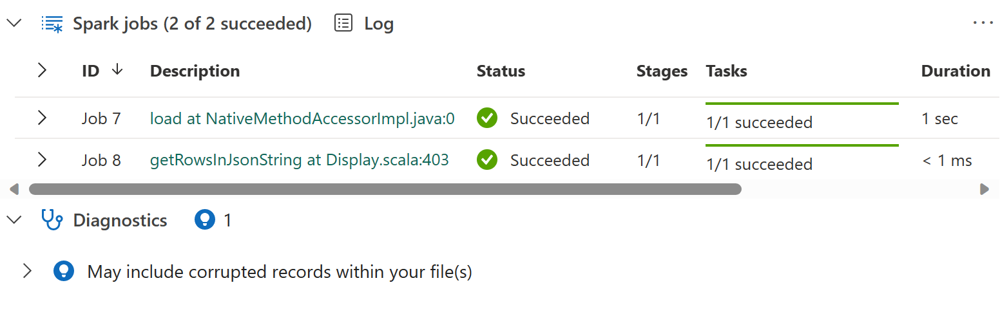 Spark jobs (2 of 2 succeeded) Log
ID Description Status Stages Tasks Duration
Job 7 load at NativeMethodAccessorImpl.java:0 Succeeded 1/1 1/1 succeeded 1 sec
Job 8 getRowsInJsonString at Display.scala:403 Succeeded 1/1 1/1 succeeded < 1 ms
Diagnostics 1
May include corrupted records within your file(s)